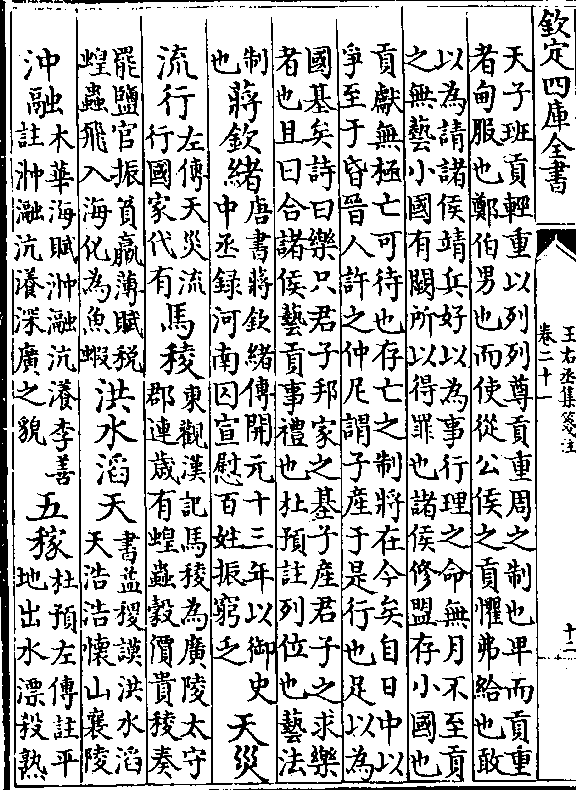 欽定四庫全書
王右丞集箋注
卷二十一
十二
天子班貢輕重以列列尊貢重周之制也卑而貢重
者甸服也鄭伯男也而使從公侯之貢懼弗給也敢
以為請諸侯靖兵好以為事行理之命無月不至貢
之無藝小國有闕所以得罪也諸侯修盟存小國也
貢獻無極亡可待也存亡之制將在今矣自日中以
爭至于昏晉人許之仲尼謂子產于是行也足以為
國基矣詩曰樂只君子邦家之基子產君子之求樂
者也且曰合諸侯藝貢事禮也杜預註列位也藝法
制
也
蔣欽緒
唐書蔣欽緒傳開元十三年以御史
中丞録河南囚宣慰百姓振窮乏
天災
流行
左傳天災流
行國家代有
馬稜
東觀漢記馬稜為廣陵太守
郡連歲有蝗蟲穀價貴稜奏
罷鹽官振貧羸薄賦稅
蝗蟲飛入海化為魚蝦
洪水滔天
書益稷謨洪水滔
天浩浩懷山襄陵
沖融
木華海賦沖瀜沆瀁李善
註沖瀜沆瀁深廣之貌
五稼
杜預左傳註平
地出水漂殺熟